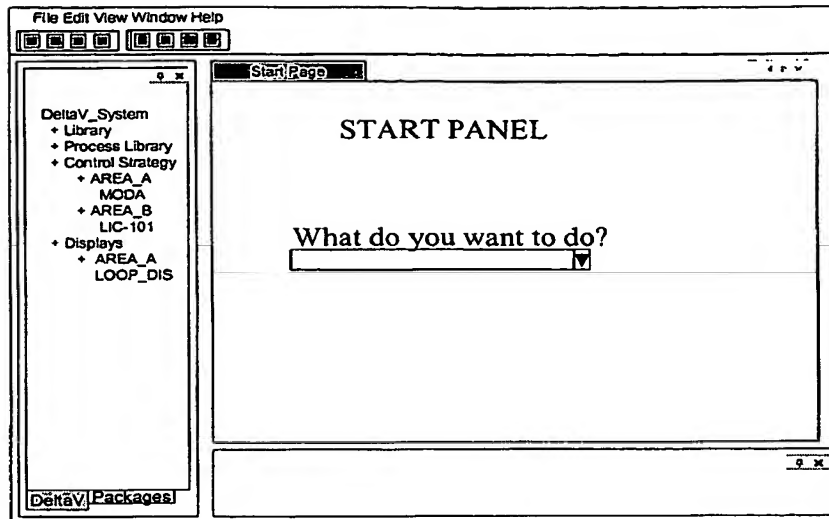 File Edit View Window Help
Start Page
DeltaV_System
+ Library
+ Process Library
+ Control Strategy
+ AREA_A
MODA
+ AREA_B
LIC-101
+ Displays
+ AREA_A
LOOP_DIS
DeltaV Packages
START PANEL
What do you want to do?